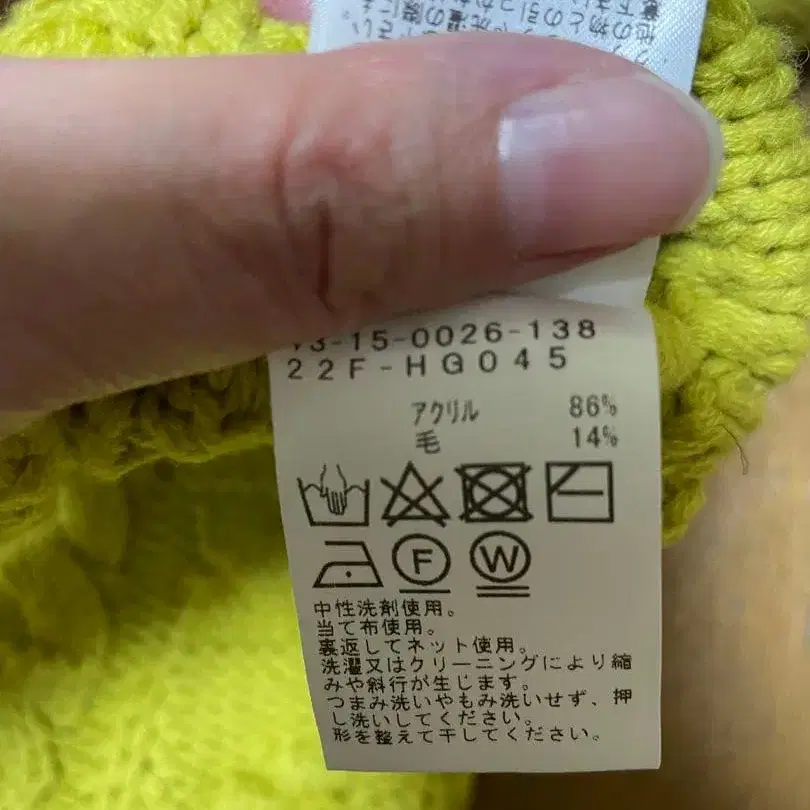 3-15-0026-138
22F-HG045
アクリル 86%
毛 14%
F W
中性洗剤使用。
当て布使用。
裏返してネット使用。
洗濯又はクリーニングにより縮
みや斜行が生じます。
つまみ洗いやもみ洗いせず、押
し洗いしてください。
形を整えて干してください。